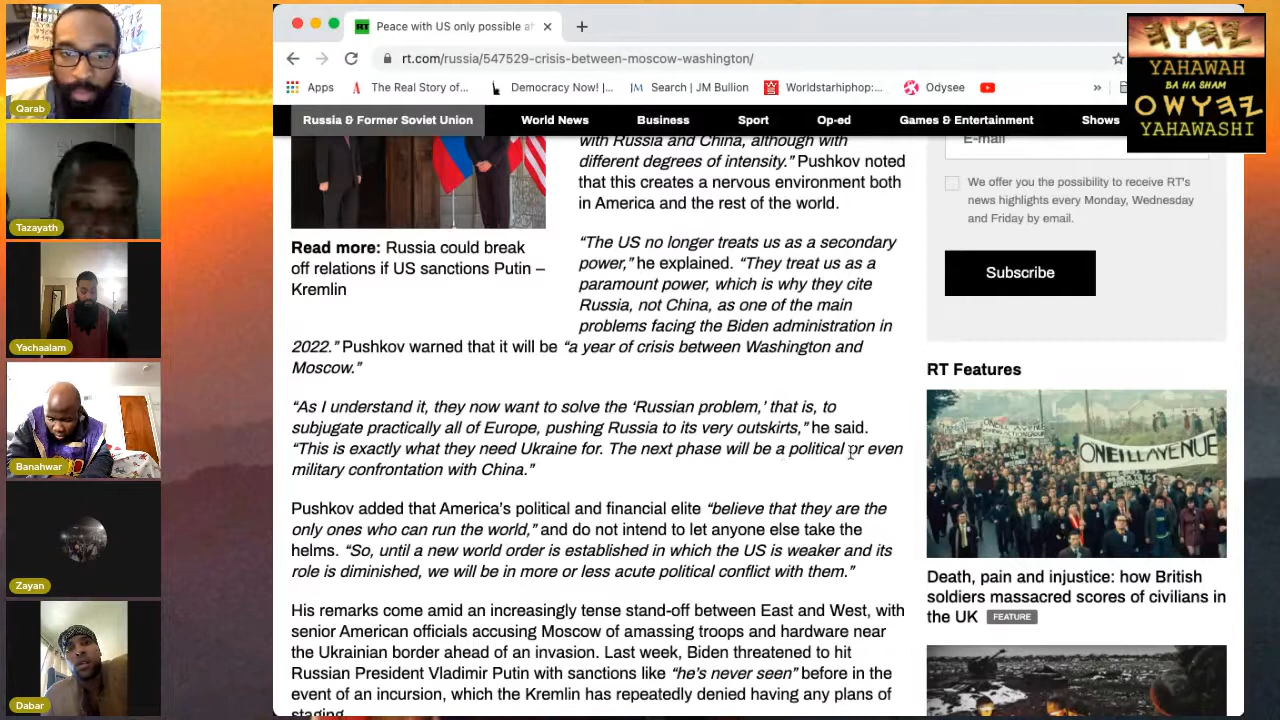 Qarab
Tazayath
Yachaalam
Banahwar
Zayan
Dabar
RT
Peace with US only possible af
rt.com/russia/547529-crisis-between-moscow-washington/
Apps
The Real Story of...
Democracy Now! |...
Search | JM Bullion
Worldstarhiphop:...
Odysee
»
YAHAWAH
BA HA SHAM
YAHAWASHI
Russia & Former Soviet Union
World News
Business
Sport
Op-ed
Games & Entertainment
Shows
with Russia and China, although with
different degrees of intensity.” Pushkov noted
that this creates a nervous environment both
in America and the rest of the world.
Read more: Russia could break
off relations if US sanctions Putin –
Kremlin
“The US no longer treats us as a secondary
power,” he explained. “They treat us as a
paramount power, which is why they cite
Russia, not China, as one of the main
problems facing the Biden administration in
2022.” Pushkov warned that it will be “a year of crisis between Washington and
Moscow.”
“As I understand it, they now want to solve the ‘Russian problem,’ that is, to
subjugate practically all of Europe, pushing Russia to its very outskirts,” he said.
“This is exactly what they need Ukraine for. The next phase will be a political or even
military confrontation with China.”
Pushkov added that America’s political and financial elite “believe that they are the
only ones who can run the world,” and do not intend to let anyone else take the
helms. “So, until a new world order is established in which the US is weaker and its
role is diminished, we will be in more or less acute political conflict with them.”
His remarks come amid an increasingly tense stand-off between East and West, with
senior American officials accusing Moscow of amassing troops and hardware near
the Ukrainian border ahead of an invasion. Last week, Biden threatened to hit
Russian President Vladimir Putin with sanctions like “he’s never seen” before in the
event of an incursion, which the Kremlin has repeatedly denied having any plans of
staging.
E-mail
We offer you the possibility to receive RT's
news highlights every Monday, Wednesday
and Friday by email.
Subscribe
RT Features
ONEILL AVENUE
Death, pain and injustice: how British
soldiers massacred scores of civilians in
the UK FEATURE